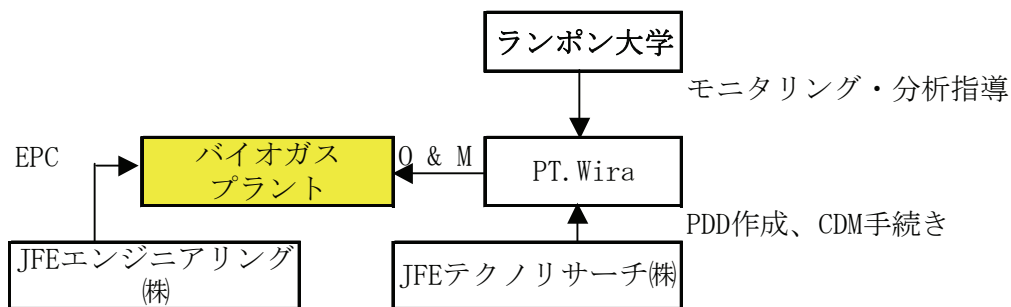 ランポン大学
モニタリング・分析指導
EPC
バイオガス
プラント
O & M
PT.Wira
PDD作成、CDM手続き
JFEエンジニアリング
㈱
JFEテクノリサーチ㈱